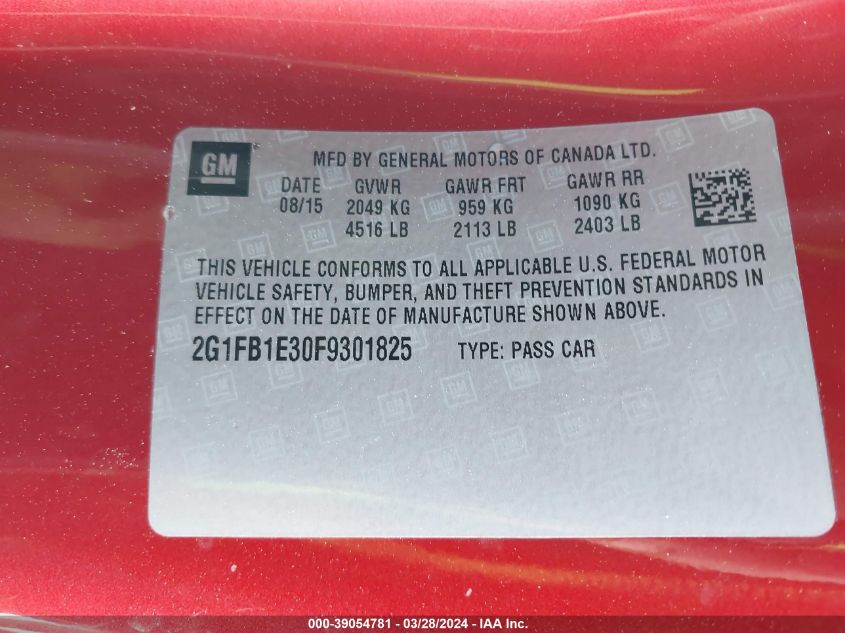 GM
MFD BY GENERAL MOTORS OF CANADA LTD.
DATE GVWR GAWR FRT GAWR RR
08/15 2049 KG 959 KG 1090 KG
4516 LB 2113 LB 2403 LB
THIS VEHICLE CONFORMS TO ALL APPLICABLE U.S. FEDERAL MOTOR
VEHICLE SAFETY, BUMPER, AND THEFT PREVENTION STANDARDS IN
EFFECT ON THE DATE OF MANUFACTURE SHOWN ABOVE.
2G1FB1E30F9301825 TYPE: PASS CAR
000-39054781 - 03/28/2024 - IAA Inc.